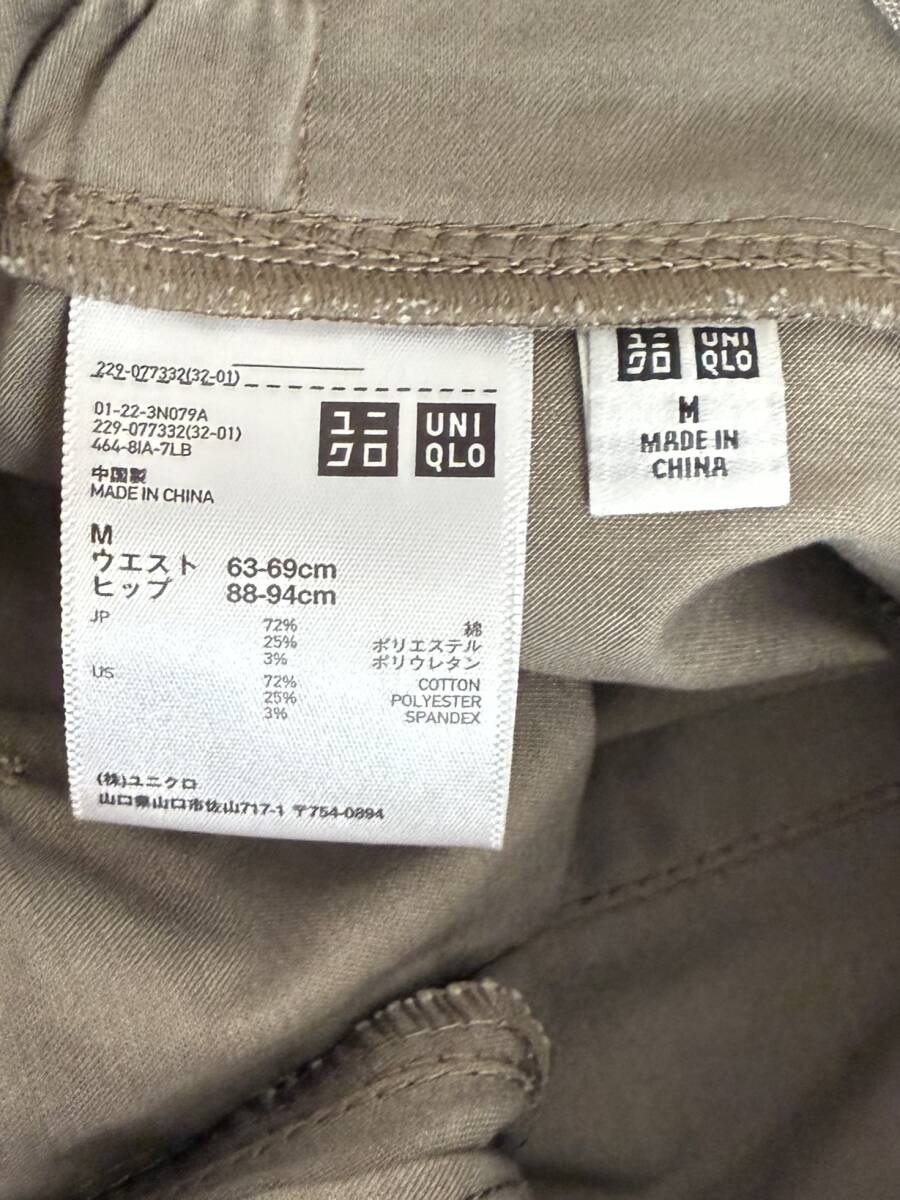 229-077332(32-01)
01-22-3N079A
229-077332(32-01)
464-8IA-7LB
ユニクロ
UNIQLO
中国製
MADE IN CHINA
M
ウエスト 63-69cm
ヒップ 88-94cm
JP 72% 綿
25% ポリエステル
3% ポリウレタン
US 72% COTTON
25% POLYESTER
3% SPANDEX
(株)ユニクロ
山口県山口市佐山717-1 〒754-0894
ユニクロ
UNIQLO
M
MADE IN
CHINA